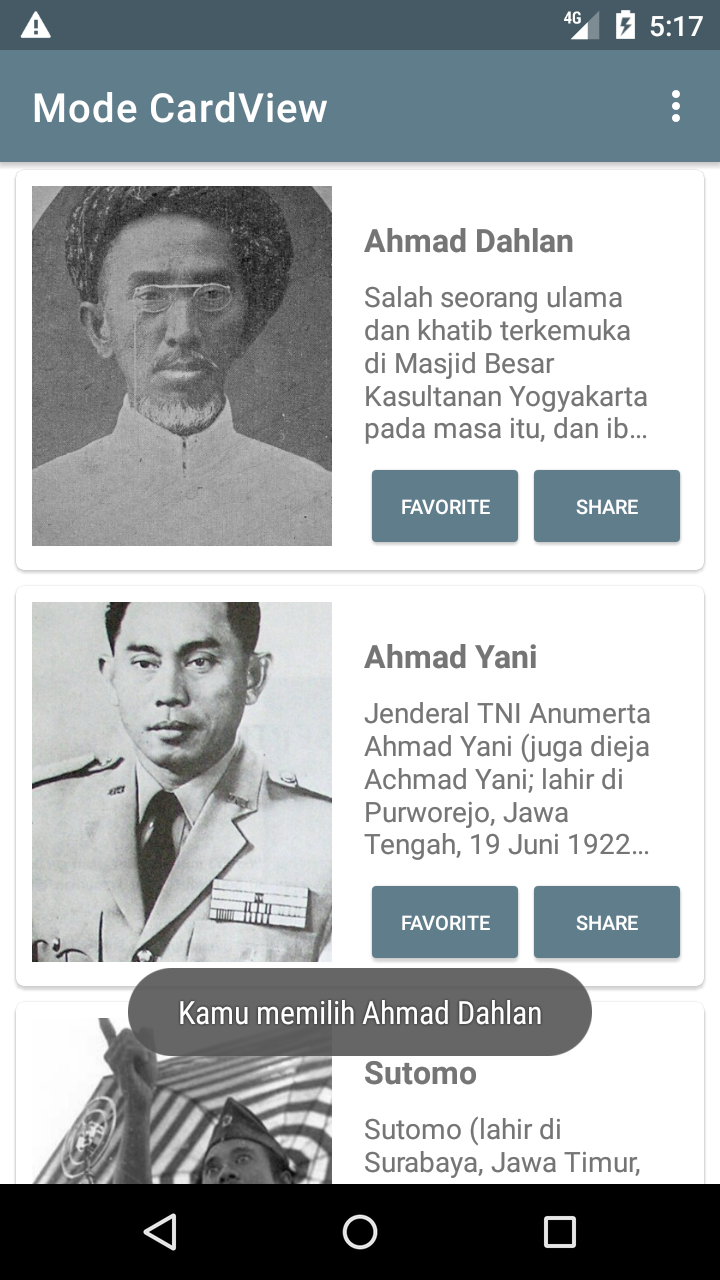 4G 5:17
Mode CardView
Ahmad Dahlan
Salah seorang ulama
dan khatib terkemuka
di Masjid Besar
Kasultanan Yogyakarta
pada masa itu, dan ib…
FAVORITE SHARE
Ahmad Yani
Jenderal TNI Anumerta
Ahmad Yani (juga dieja
Achmad Yani; lahir di
Purworejo, Jawa
Tengah, 19 Juni 1922…
FAVORITE SHARE
Kamu memilih Ahmad Dahlan
Sutomo
Sutomo (lahir di
Surabaya, Jawa Timur,